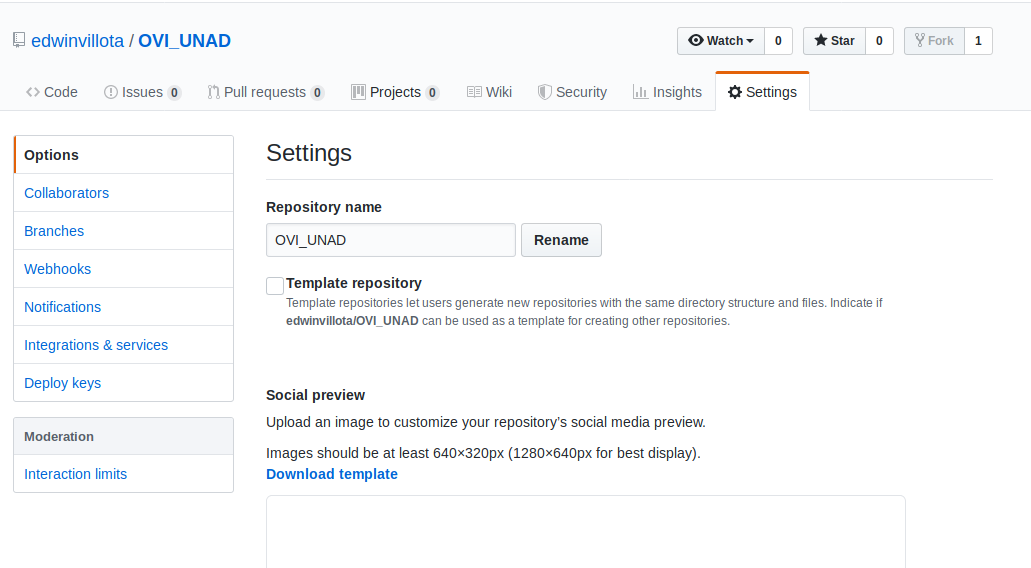 edwinvillota / OVI_UNAD
Watch 0 Star 0 Fork 1
Code Issues 0 Pull requests 0 Projects 0 Wiki Security Insights Settings
Options
Collaborators
Branches
Webhooks
Notifications
Integrations & services
Deploy keys
Moderation
Interaction limits
Settings
Repository name
OVI_UNAD Rename
Template repository
Template repositories let users generate new repositories with the same directory structure and files. Indicate if
edwinvillota/OVI_UNAD can be used as a template for creating other repositories.
Social preview
Upload an image to customize your repository’s social media preview.
Images should be at least 640×320px (1280×640px for best display).
Download template